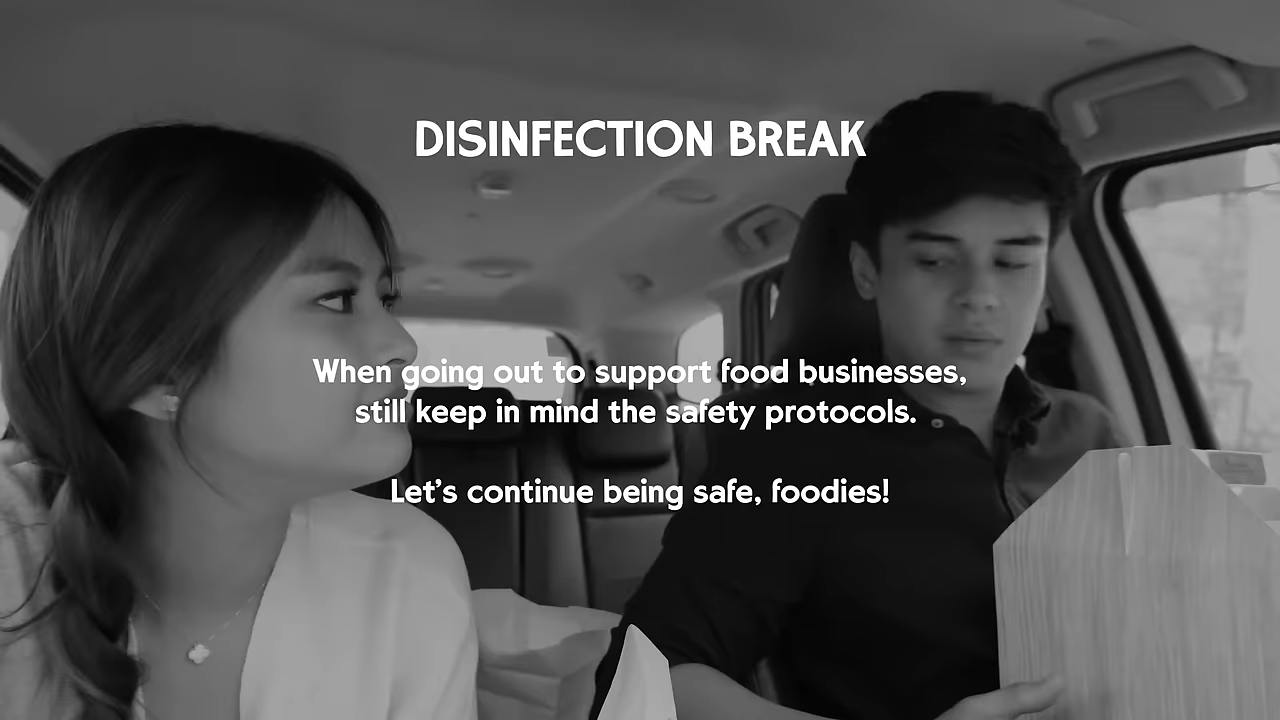 DISINFECTION BREAK
When going out to support food businesses,
still keep in mind the safety protocols.
Let's continue being safe, foodies!